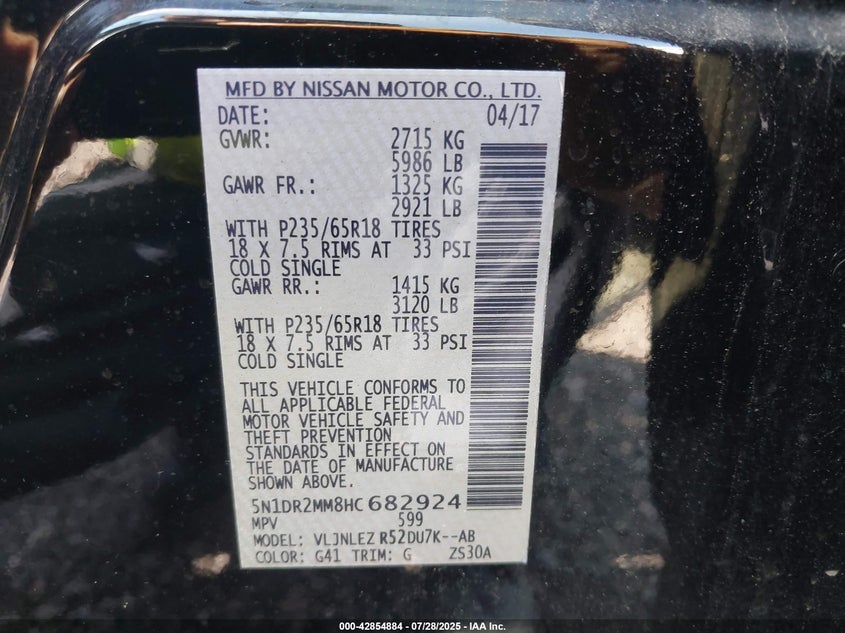 MFD BY NISSAN MOTOR CO., LTD.
DATE: 04/17
GVWR: 2715 KG
5986 LB
GAWR FR.: 1325 KG
2921 LB
WITH P235/65R18 TIRES
18 X 7.5 RIMS AT 33 PSI
COLD SINGLE
GAWR RR.: 1415 KG
3120 LB
WITH P235/65R18 TIRES
18 X 7.5 RIMS AT 33 PSI
COLD SINGLE
THIS VEHICLE CONFORMS TO
ALL APPLICABLE FEDERAL
MOTOR VEHICLE SAFETY AND
THEFT PREVENTION
STANDARDS IN EFFECT ON
THE DATE OF MANUFACTURE
SHOWN ABOVE.
5N1DR2MM8HC682924
MPV 599
MODEL: VLJNLEZ R52DU7K--AB
COLOR: G41 TRIM: G ZS30A
000-42854884 / 07/28/2025 - IAA Inc.